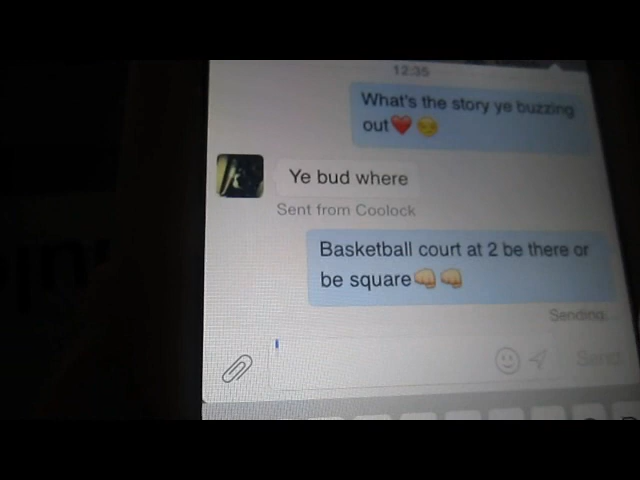 12:35
What's the story ye buzzing
out❤️😔
Ye bud where
Sent from Coolock
Basketball court at 2 be there or
be square👊👊
Sending...
Send